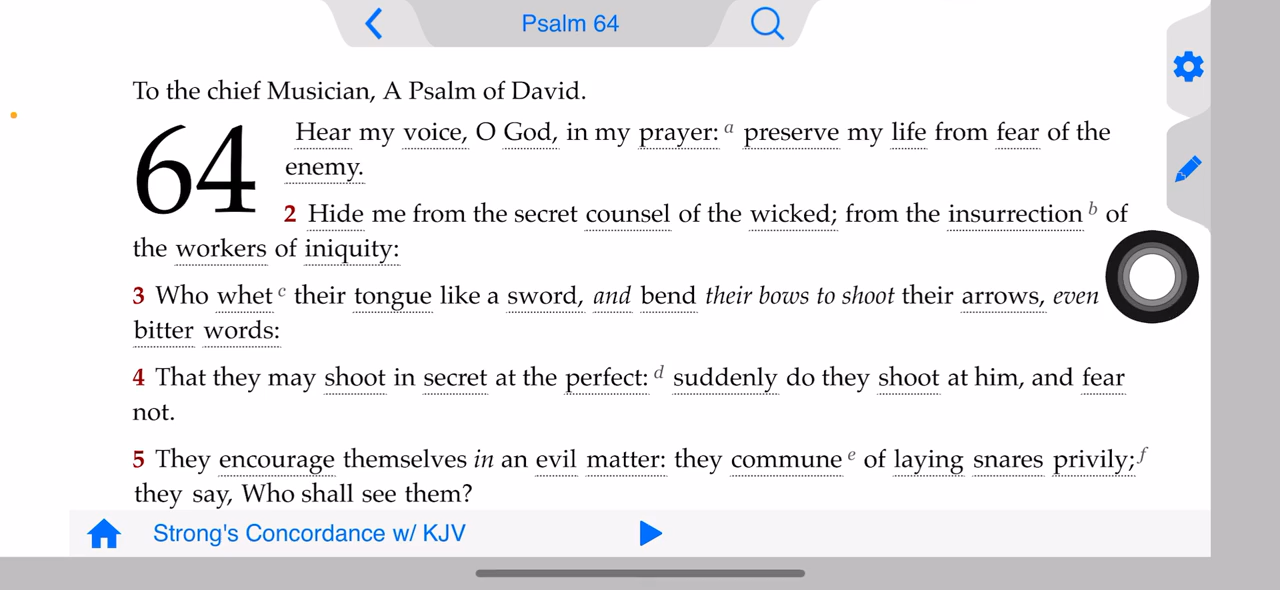 Psalm 64
To the chief Musician, A Psalm of David.
64 Hear my voice, O God, in my prayer: a preserve my life from fear of the
enemy.
2 Hide me from the secret counsel of the wicked; from the insurrection b of
the workers of iniquity:
3 Who whet c their tongue like a sword, and bend their bows to shoot their arrows, even
bitter words:
4 That they may shoot in secret at the perfect: d suddenly do they shoot at him, and fear
not.
5 They encourage themselves in an evil matter: they commune e of laying snares privily; f
they say, Who shall see them?
Strong's Concordance w/ KJV